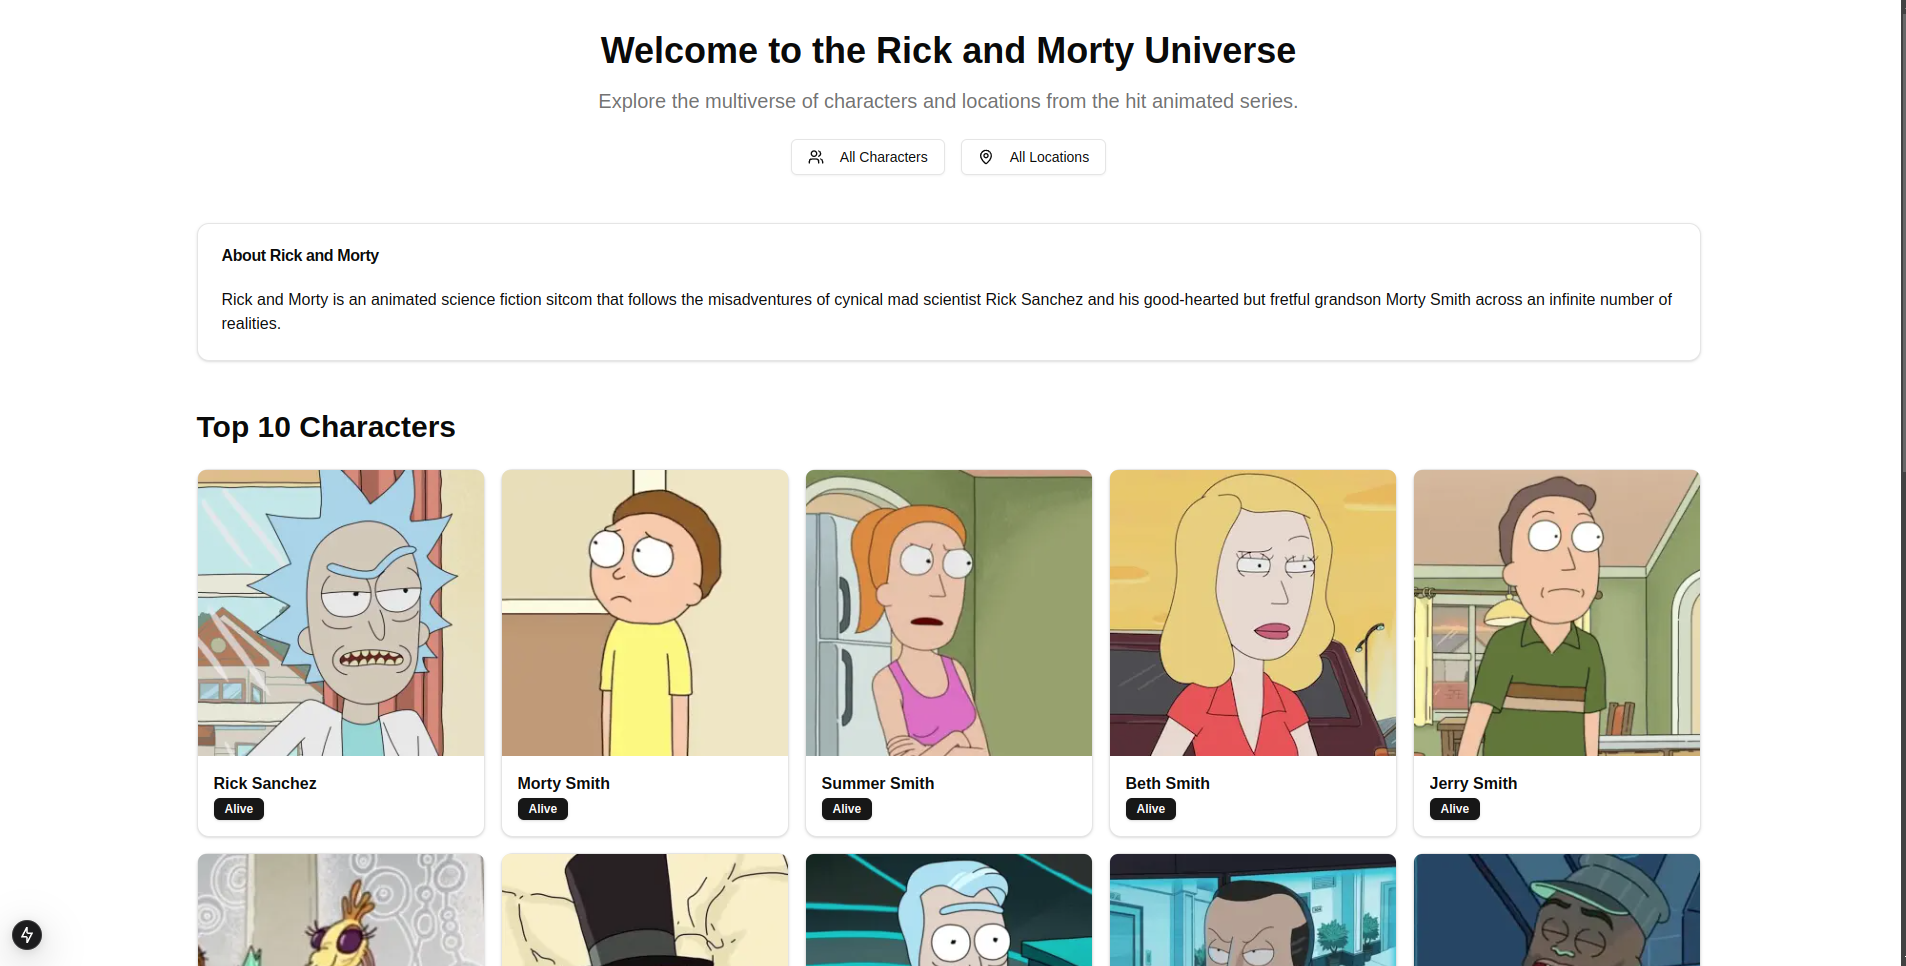 Welcome to the Rick and Morty Universe
Explore the multiverse of characters and locations from the hit animated series.
All Characters
All Locations
About Rick and Morty
Rick and Morty is an animated science fiction sitcom that follows the misadventures of cynical mad scientist Rick Sanchez and his good-hearted but fretful grandson Morty Smith across an infinite number of
realities.
Top 10 Characters
Rick Sanchez
Alive
Morty Smith
Alive
Summer Smith
Alive
Beth Smith
Alive
Jerry Smith
Alive